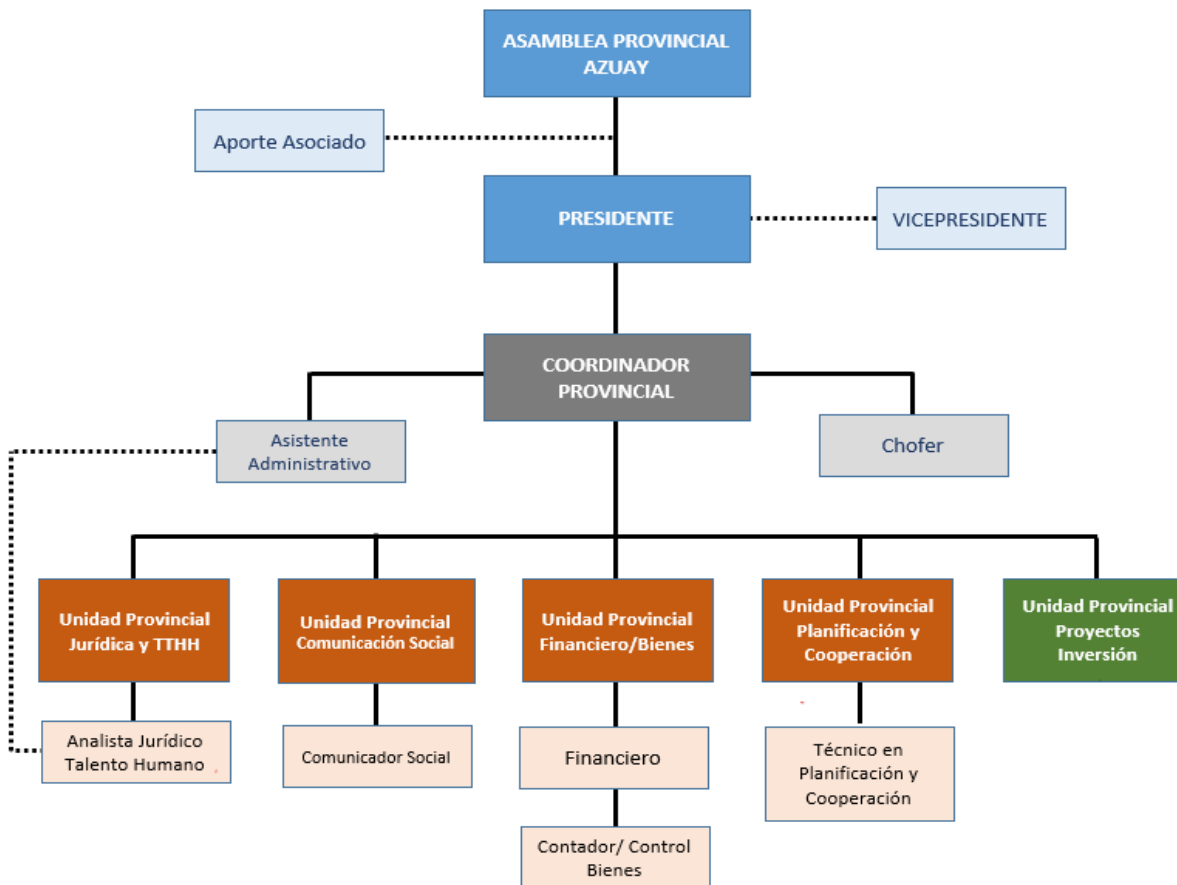 ASAMBLEA PROVINCIAL
AZUAY
Aporte Asociado
PRESIDENTE
VICEPRESIDENTE
COORDINADOR
PROVINCIAL
Asistente
Administrativo
Chofer
Unidad Provincial
Jurídica y TTHH
Unidad Provincial
Comunicación Social
Unidad Provincial
Financiero/Bienes
Unidad Provincial
Planificación y
Cooperación
Unidad Provincial
Proyectos
Inversión
Analista Jurídico
Talento Humano
Comunicador Social
Financiero
Técnico en
Planificación y
Cooperación
Contador/ Control
Bienes